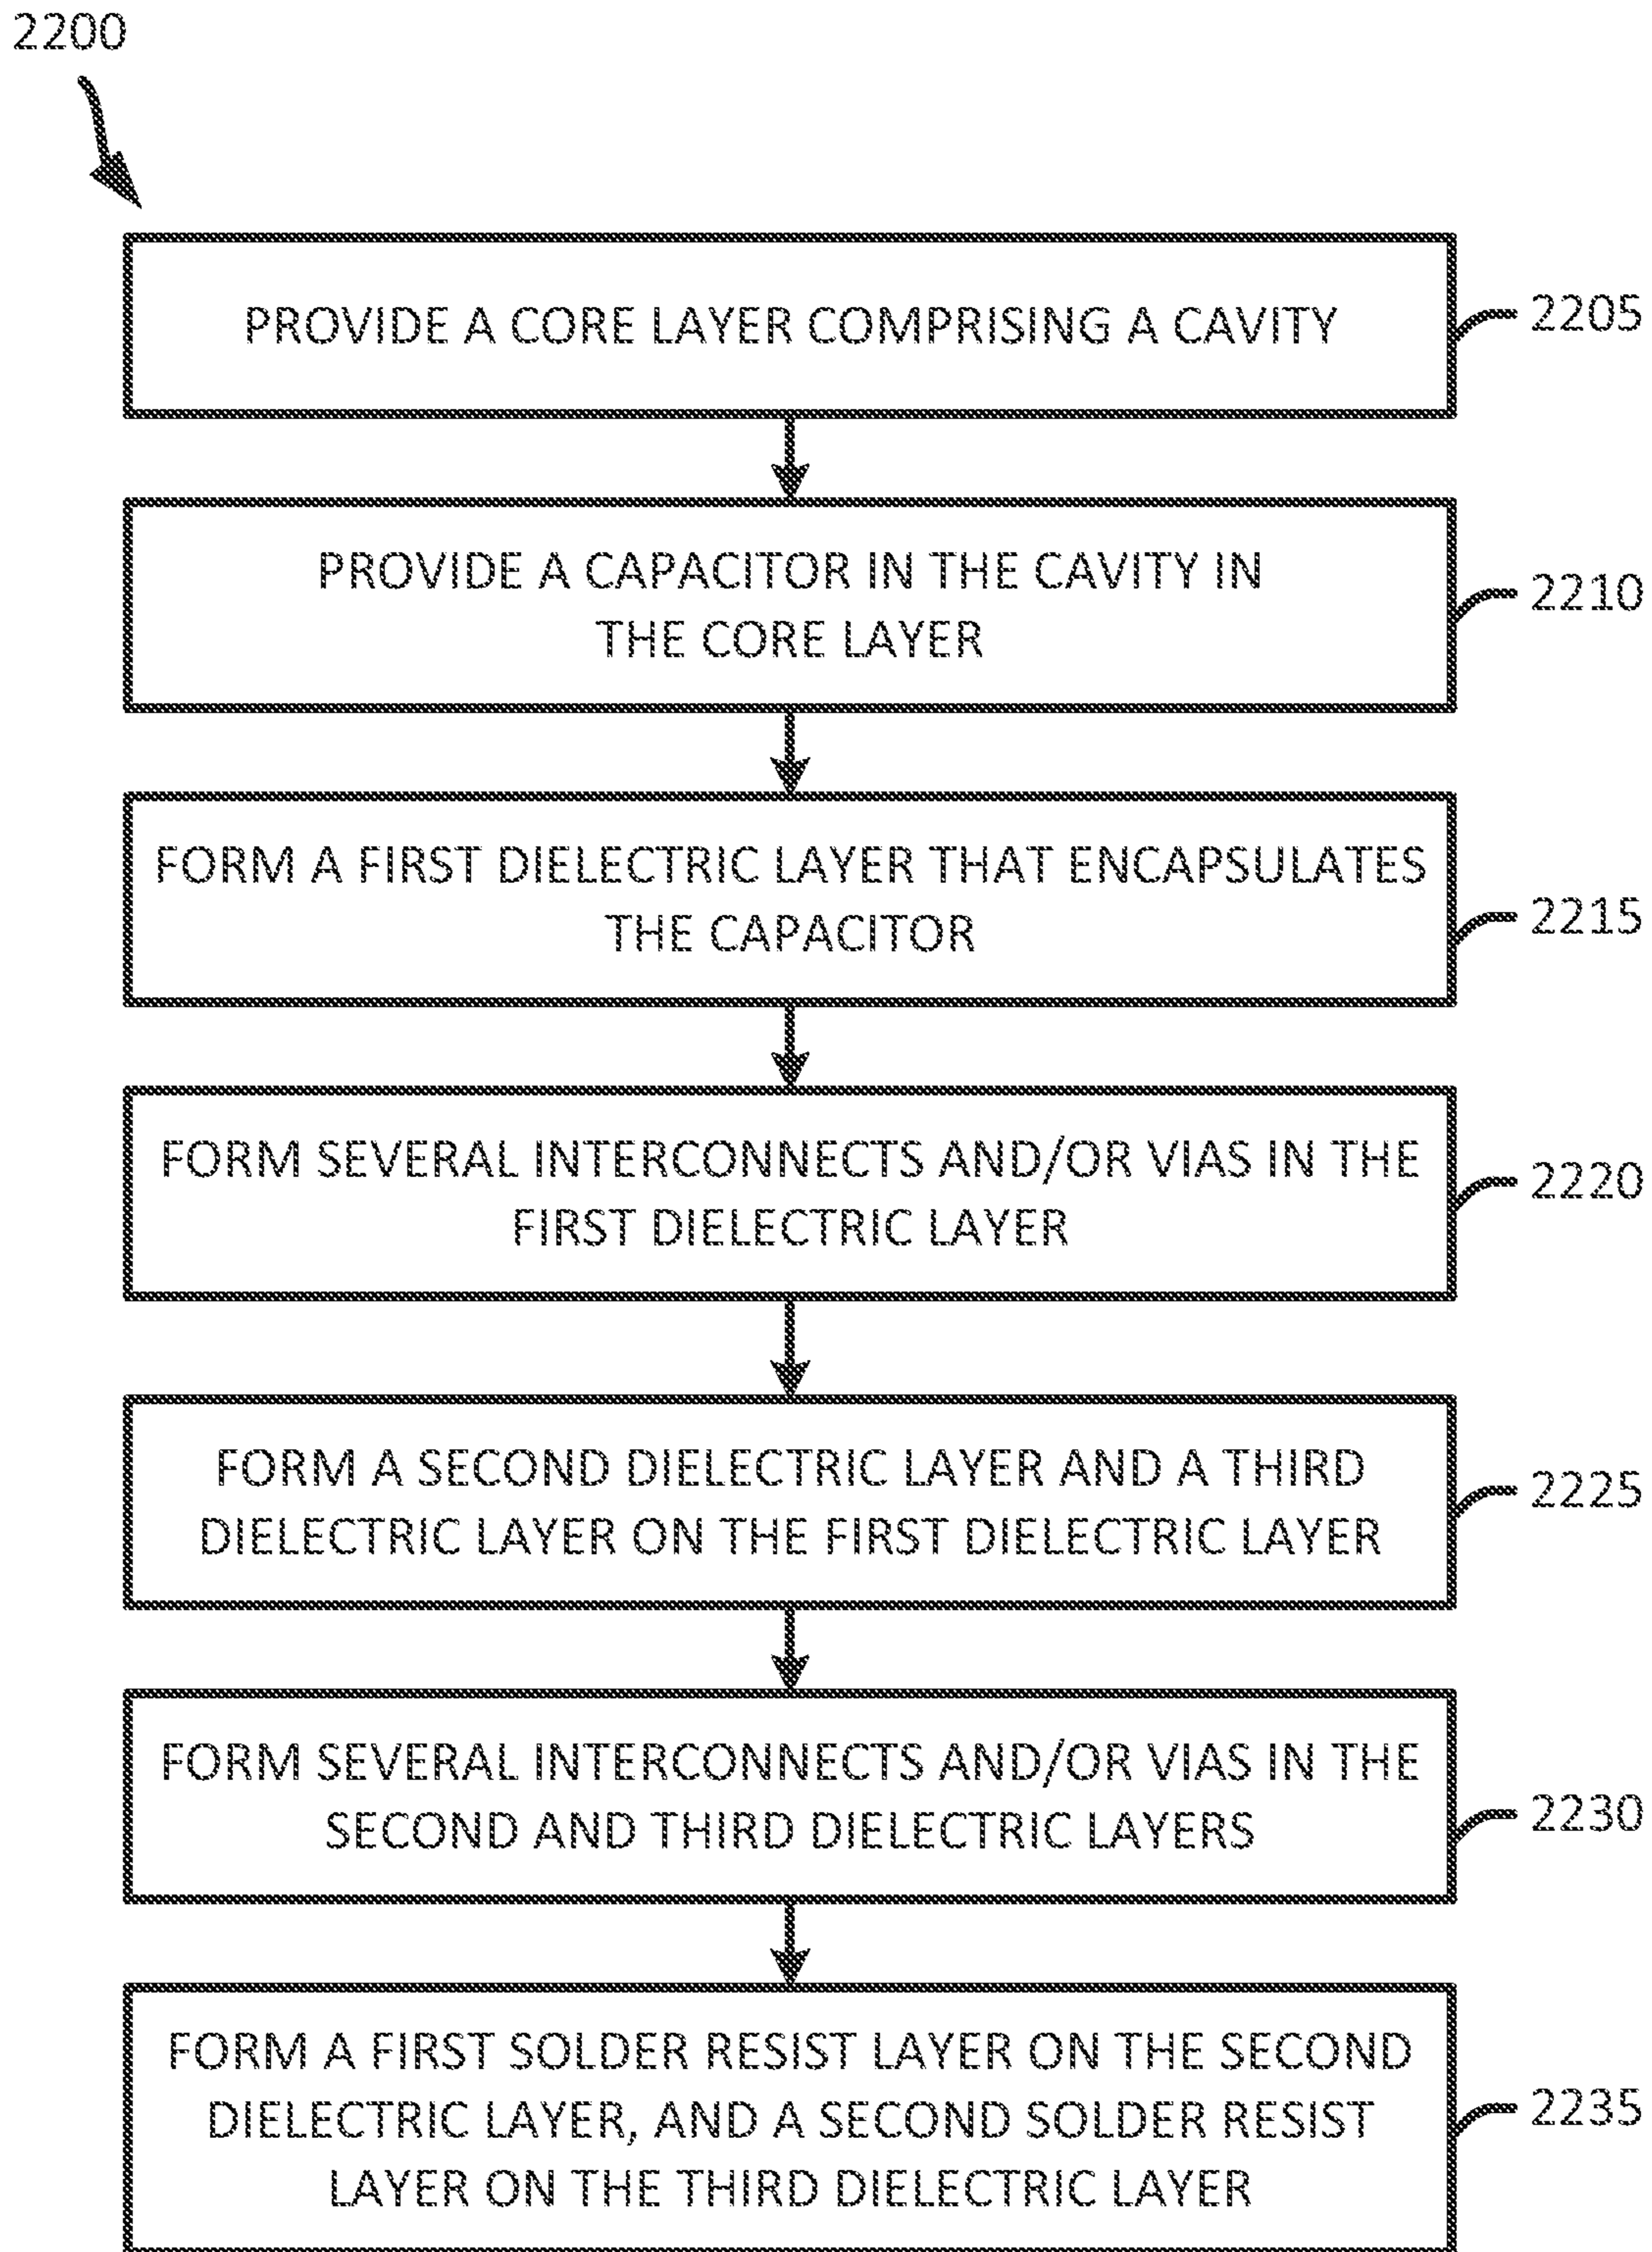 2200
PROVIDE A CORE LAYER COMPRISING A CAVITY
2205
PROVIDE A CAPACITOR IN THE CAVITY IN
THE CORE LAYER
2210
FORM A FIRST DIELECTRIC LAYER THAT ENCAPSULATES
THE CAPACITOR
2215
FORM SEVERAL INTERCONNECTS AND/OR VIAS IN THE
FIRST DIELECTRIC LAYER
2220
FORM A SECOND DIELECTRIC LAYER AND A THIRD
DIELECTRIC LAYER ON THE FIRST DIELECTRIC LAYER
2225
FORM SEVERAL INTERCONNECTS AND/OR VIAS IN THE
SECOND AND THIRD DIELECTRIC LAYERS
2230
FORM A FIRST SOLDER RESIST LAYER ON THE SECOND
DIELECTRIC LAYER, AND A SECOND SOLDER RESIST
LAYER ON THE THIRD DIELECTRIC LAYER
2235